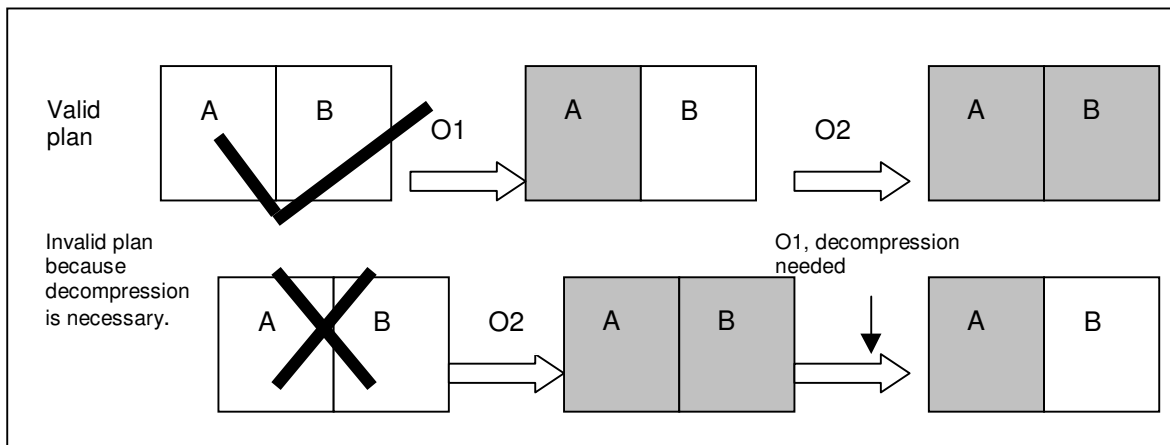 Valid
plan
A B
O1
A B
O2
A B
Invalid plan
because
decompression
is necessary.
O1, decompression
needed
A B
O2
A B
A B